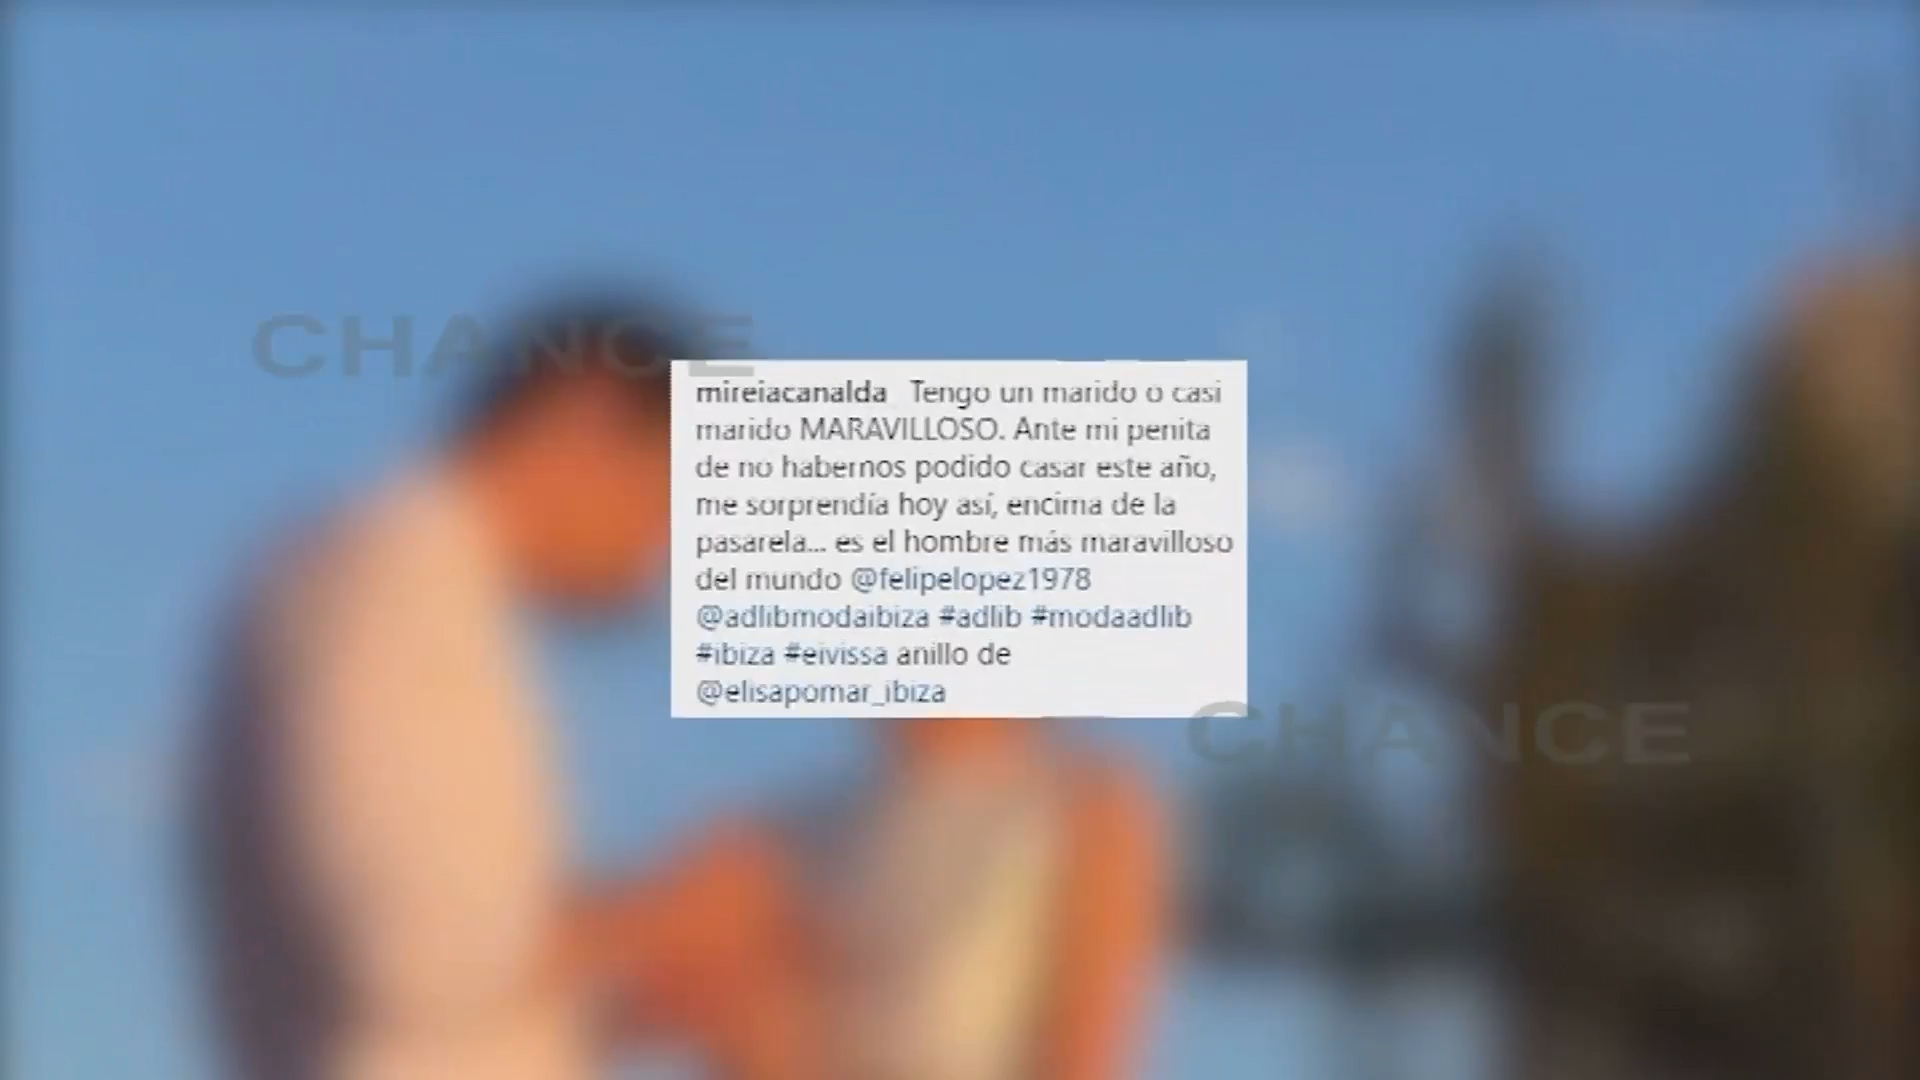 CHANCE
mireiacanalda Tengo un marido o casi
marido MARAVILLOSO. Ante mi penita
de no habernos podido casar este año,
me sorprendía hoy así, encima de la
pasarela... es el hombre más maravilloso
del mundo @felipelopez1978
@adlibmodaibiza #adlib #modaadlib
#ibiza #eivissa anillo de
@elisapomar_ibiza
CHANCE